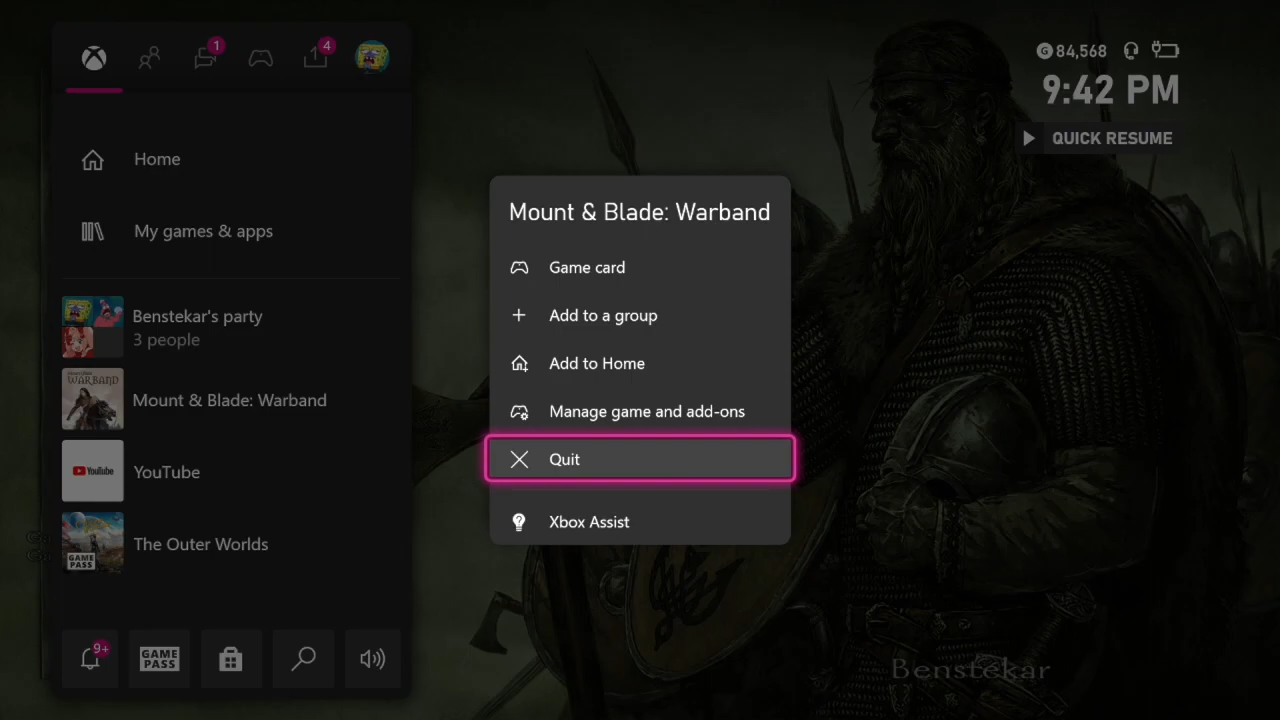 1
4
Home
My games & apps
Benstekar's party
3 people
WARBAND
Mount & Blade: Warband
YouTube
YouTube
GAME
PASS
The Outer Worlds
9+
GAME
PASS
Mount & Blade: Warband
Game card
Add to a group
Add to Home
Manage game and add-ons
Quit
Xbox Assist
G 84,568
9:42 PM
QUICK RESUME
Benstekar